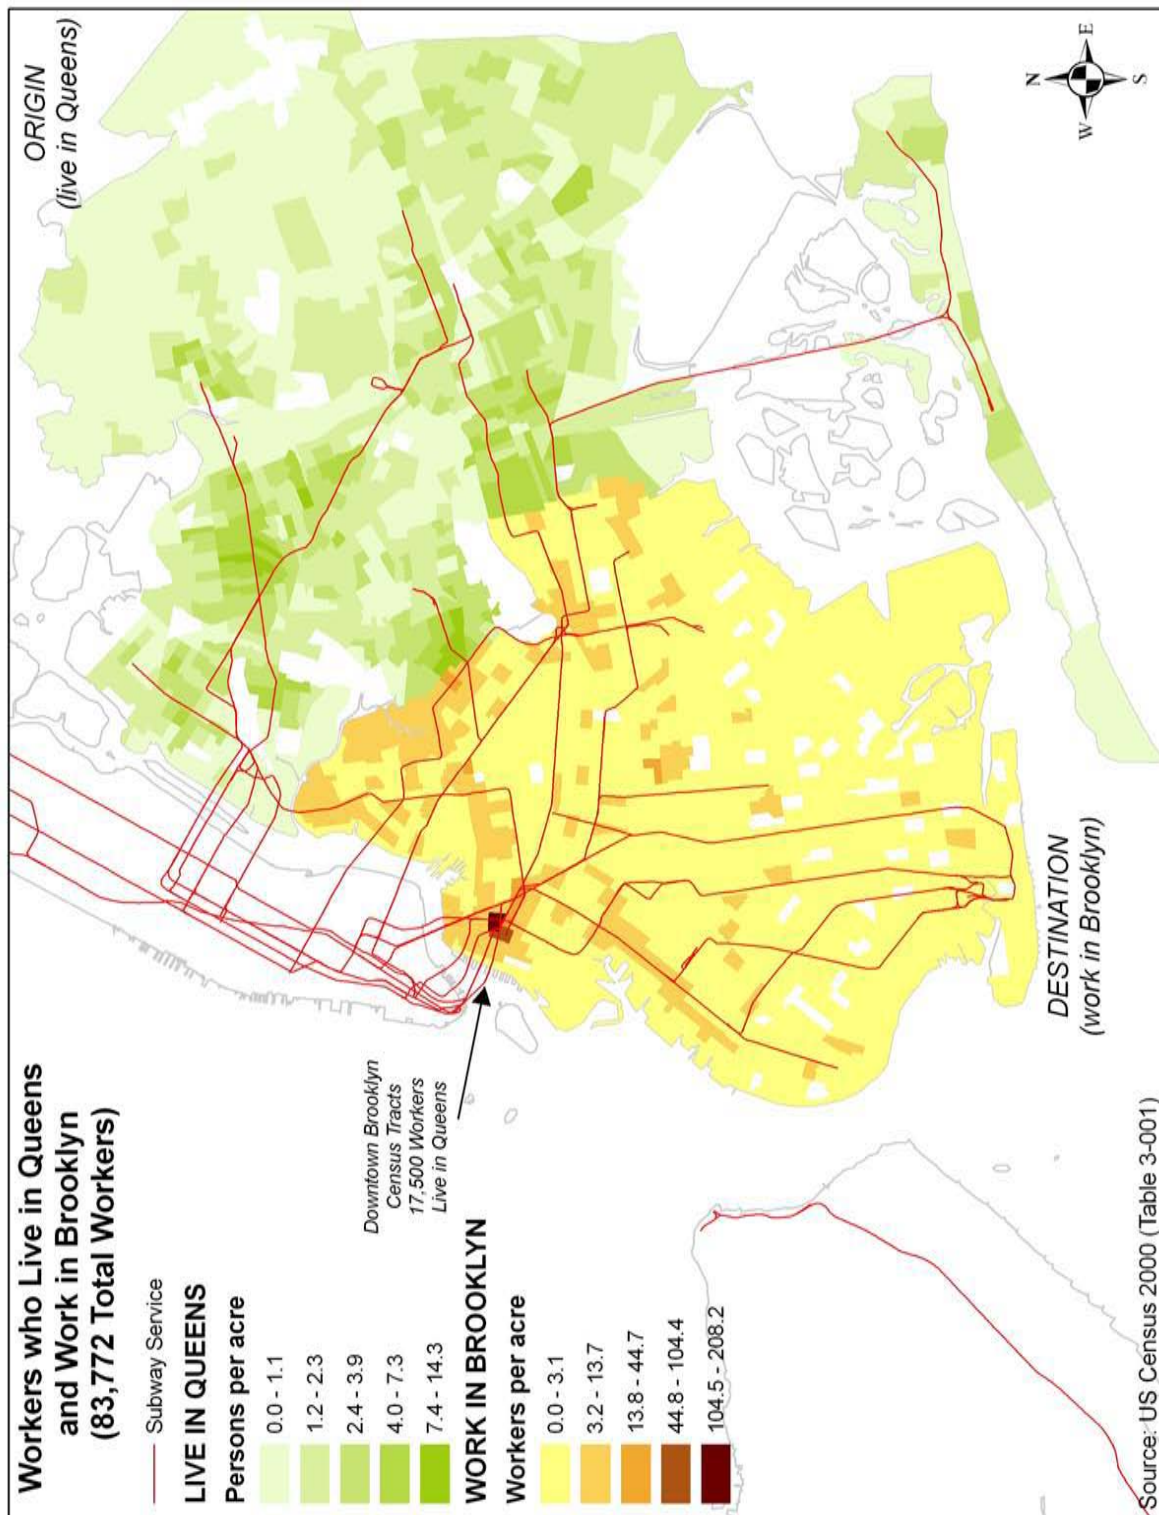 Workers who Live in Queens
and Work in Brooklyn
(83,772 Total Workers)
Subway Service
LIVE IN QUEENS
Persons per acre
0.0 - 1.1
1.2 - 2.3
2.4 - 3.9
4.0 - 7.3
7.4 - 14.3
WORK IN BROOKLYN
Workers per acre
0.0 - 3.1
3.2 - 13.7
13.8 - 44.7
44.8 - 104.4
104.5 - 208.2
Downtown Brooklyn
Census Tracts
17,500 Workers
Live in Queens
ORIGIN
(live in Queens)
DESTINATION
(work in Brooklyn)
N
W
E
S
Source: US Census 2000 (Table 3-001)